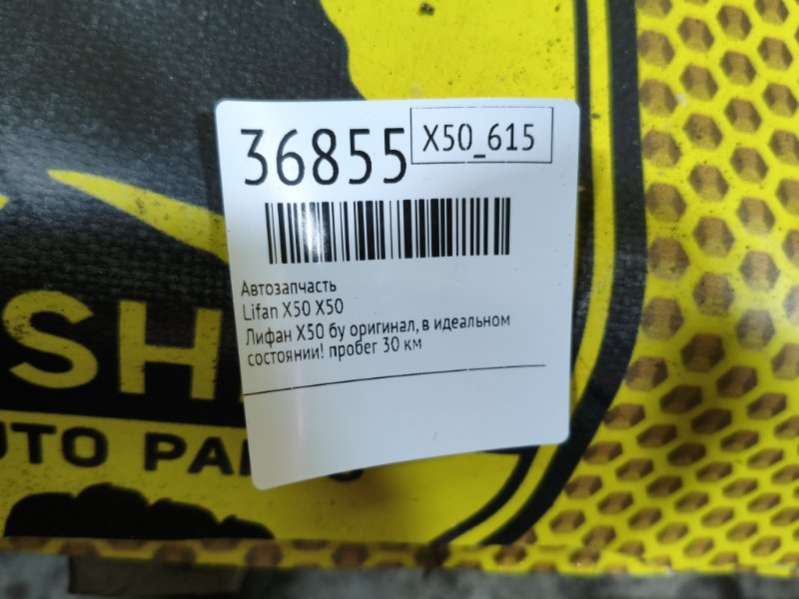 36855
X50_615
Автозапчасть
Lifan X50 X50
Лифан X50 бу оригинал, в идеальном
состоянии! пробег 30 км
SH
UTO PA